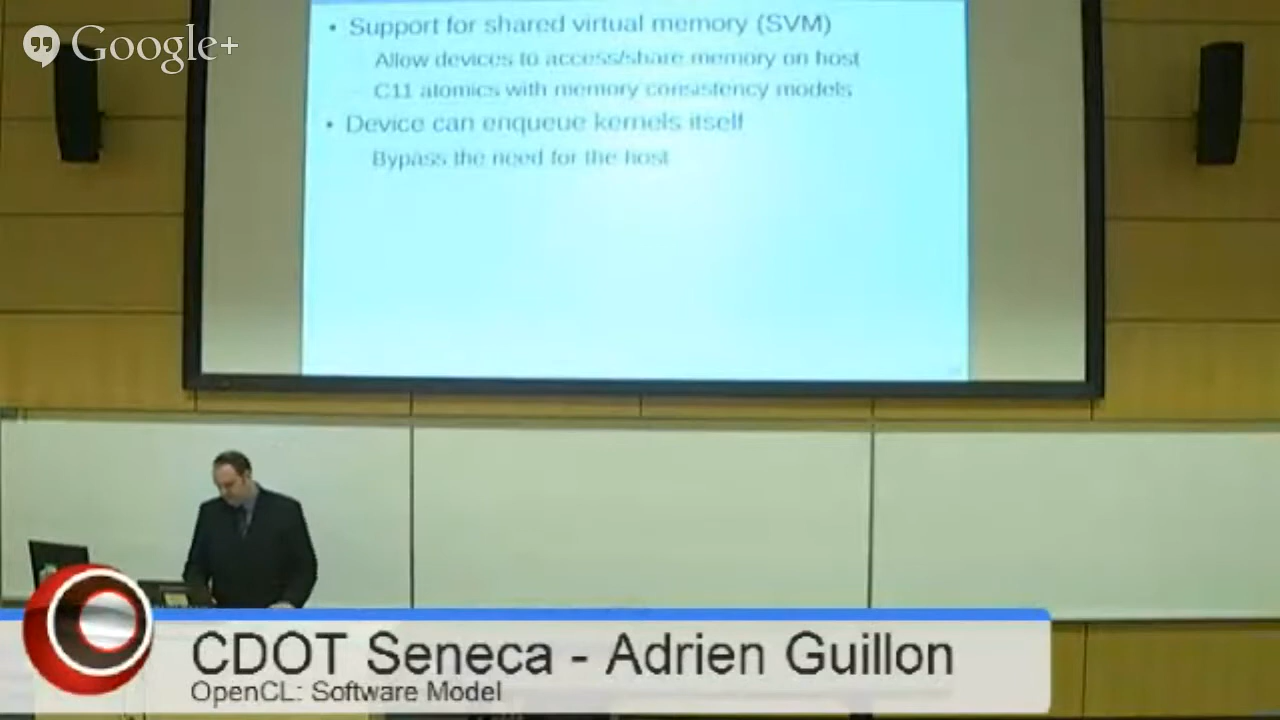 Google+
• Support for shared virtual memory (SVM)
Allow devices to access/share memory on host
C11 atomics with memory consistency models
• Device can enqueue kernels itself
Bypass the need for the host
CDOT Seneca - Adrien Guillon
OpenCL: Software Model